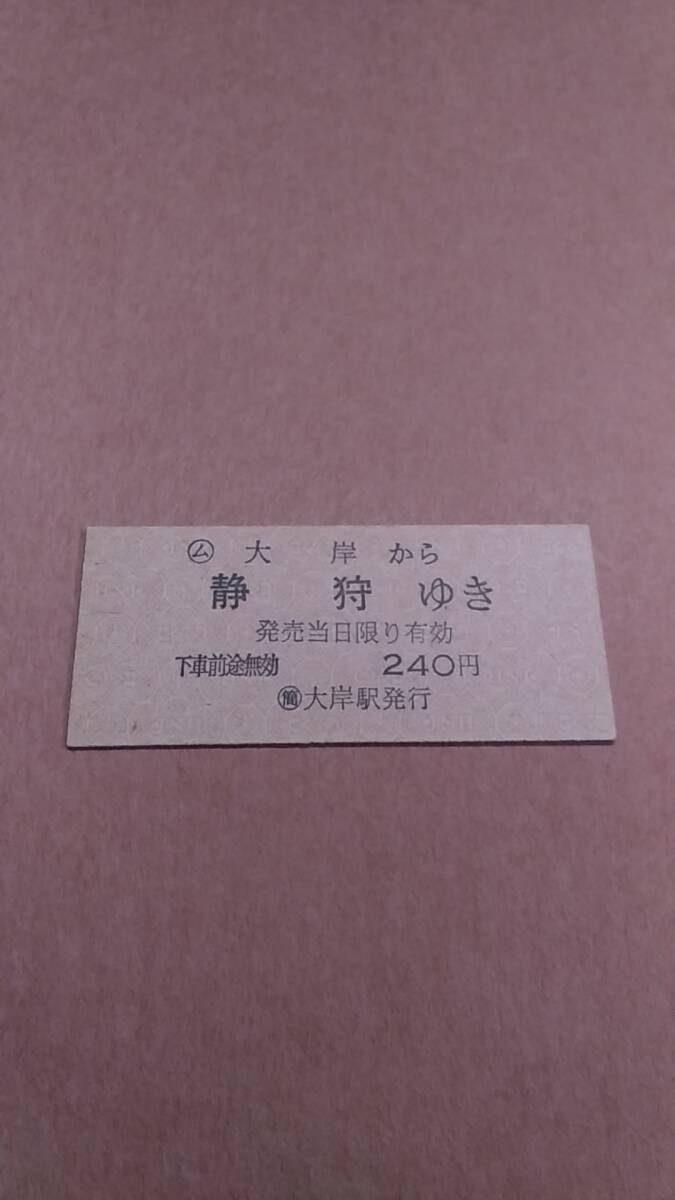 ㋰ 大 岸 から
静 狩 ゆき
発売当日限り有効
下車前途無効 240円
㊢大岸駅発行